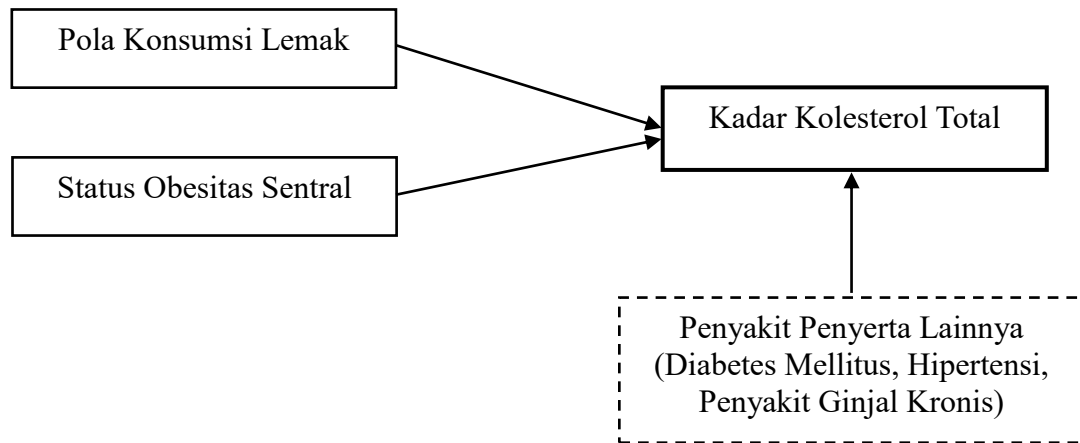 Pola Konsumsi Lemak
Kadar Kolesterol Total
Status Obesitas Sentral
Penyakit Penyerta Lainnya
(Diabetes Mellitus, Hipertensi,
Penyakit Ginjal Kronis)